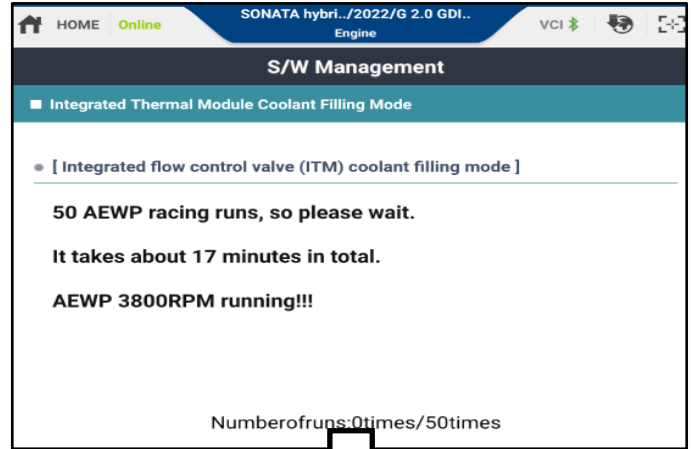 HOME Online SONATA hybri../2022/G 2.0 GDI.. VCI
Engine
S/W Management
Integrated Thermal Module Coolant Filling Mode
[ Integrated flow control valve (ITM) coolant filling mode ]
50 AEWP racing runs, so please wait.
It takes about 17 minutes in total.
AEWP 3800RPM running!!!
Numberofruns:0times/50times